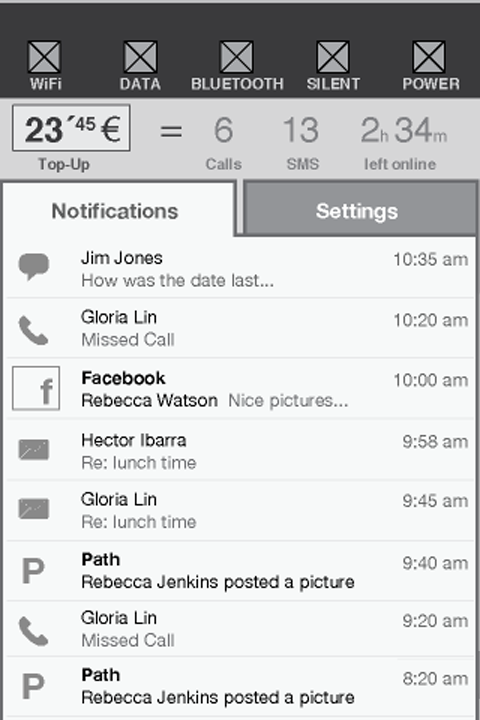 WiFi DATA BLUETOOTH SILENT POWER
23´45 € = 6 13 2h 34m
Top-Up Calls SMS left online
Notifications Settings
Jim Jones 10:35 am
How was the date last...
Gloria Lin 10:20 am
Missed Call
f Facebook 10:00 am
Rebecca Watson Nice pictures...
Hector Ibarra 9:58 am
Re: lunch time
Gloria Lin 9:45 am
Re: lunch time
P Path 9:40 am
Rebecca Jenkins posted a picture
Gloria Lin 9:20 am
Missed Call
P Path 8:20 am
Rebecca Jenkins posted a picture